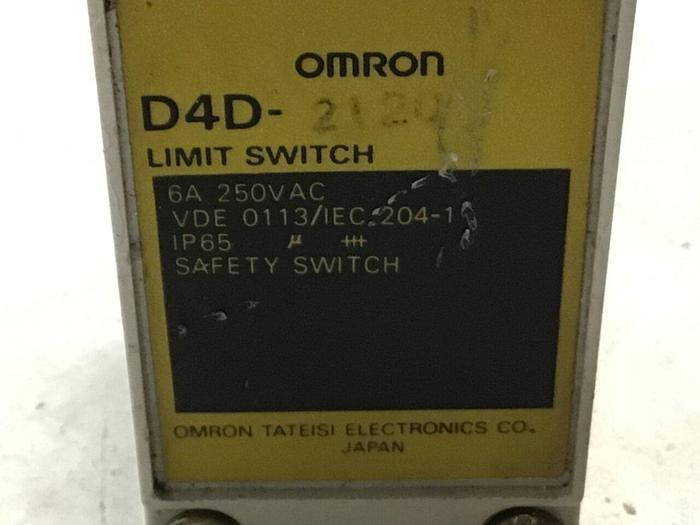 OMRON
D4D-
LIMIT SWITCH
6A 250VAC
VDE 0113/IEC 204-1
IP65 µ
SAFETY SWITCH
OMRON TATEISI ELECTRONICS CO.
JAPAN